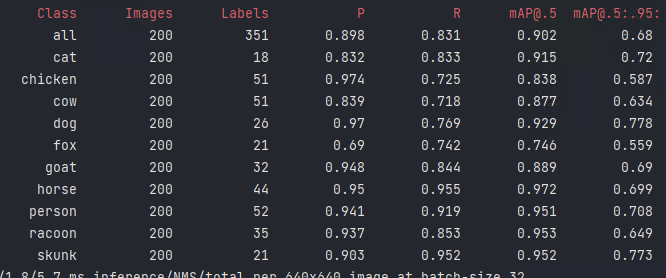 Class Images Labels P R mAP@.5 mAP@.5:.95:
all 200 351 0.898 0.831 0.902 0.68
cat 200 18 0.832 0.833 0.915 0.72
chicken 200 51 0.974 0.725 0.838 0.587
cow 200 51 0.839 0.718 0.877 0.634
dog 200 26 0.97 0.769 0.929 0.778
fox 200 21 0.69 0.742 0.746 0.559
goat 200 32 0.948 0.844 0.889 0.69
horse 200 44 0.95 0.955 0.972 0.699
person 200 52 0.941 0.919 0.951 0.708
racoon 200 35 0.937 0.853 0.953 0.649
skunk 200 21 0.903 0.952 0.952 0.773
/1.8/5.7 ms inference/NMS/total per 640x640 image at batch-size 32